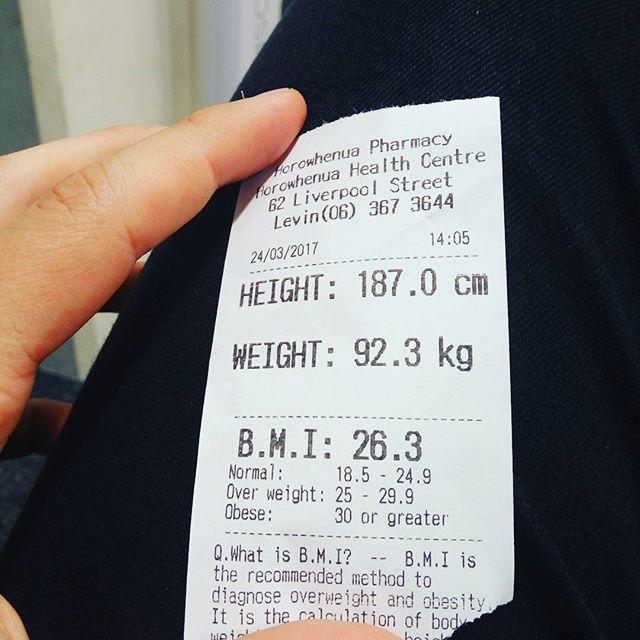 Horowhenua Pharmacy
Horowhenua Health Centre
62 Liverpool Street
Levin(06) 367 3644
24/03/2017 14:05
HEIGHT: 187.0 cm
WEIGHT: 92.3 kg
B.M.I: 26.3
Normal: 18.5 - 24.9
Over weight: 25 - 29.9
Obese: 30 or greater
Q.What is B.M.I? -- B.M.I is
the recommended method to
diagnose overweight and obesity.
It is the calculation of body